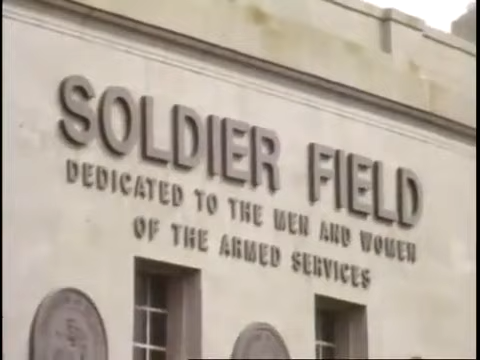 SOLDIER FIELD
DEDICATED TO THE MEN AND WOMEN
OF THE ARMED SERVICES